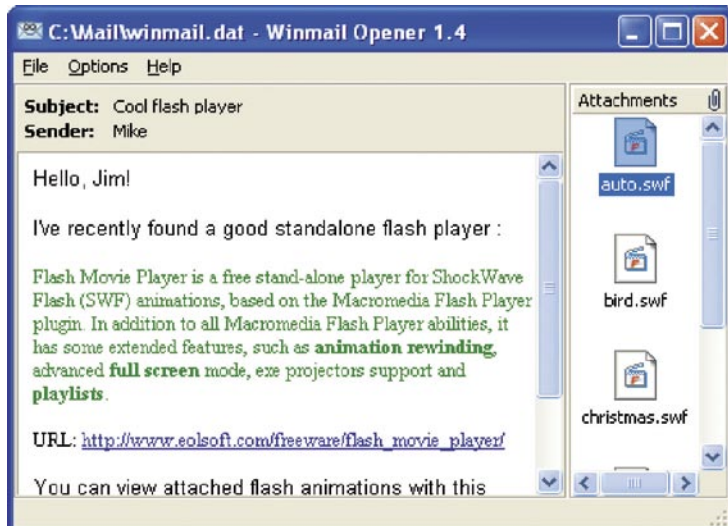 C:\Mail\winmail.dat - Winmail Opener 1.4
File Options Help
Subject: Cool flash player
Sender: Mike
Hello, Jim!
I've recently found a good standalone flash player :
Flash Movie Player is a free stand-alone player for ShockWave
Flash (SWF) animations, based on the Macromedia Flash Player
plugin. In addition to all Macromedia Flash Player abilities, it
has some extended features, such as animation rewinding,
advanced full screen mode, exe projectors support and
playlists.
URL: http://www.eolsoft.com/freeware/flash_movie_player/
You can view attached flash animations with this
Attachments
auto.swf
bird.swf
christmas.swf